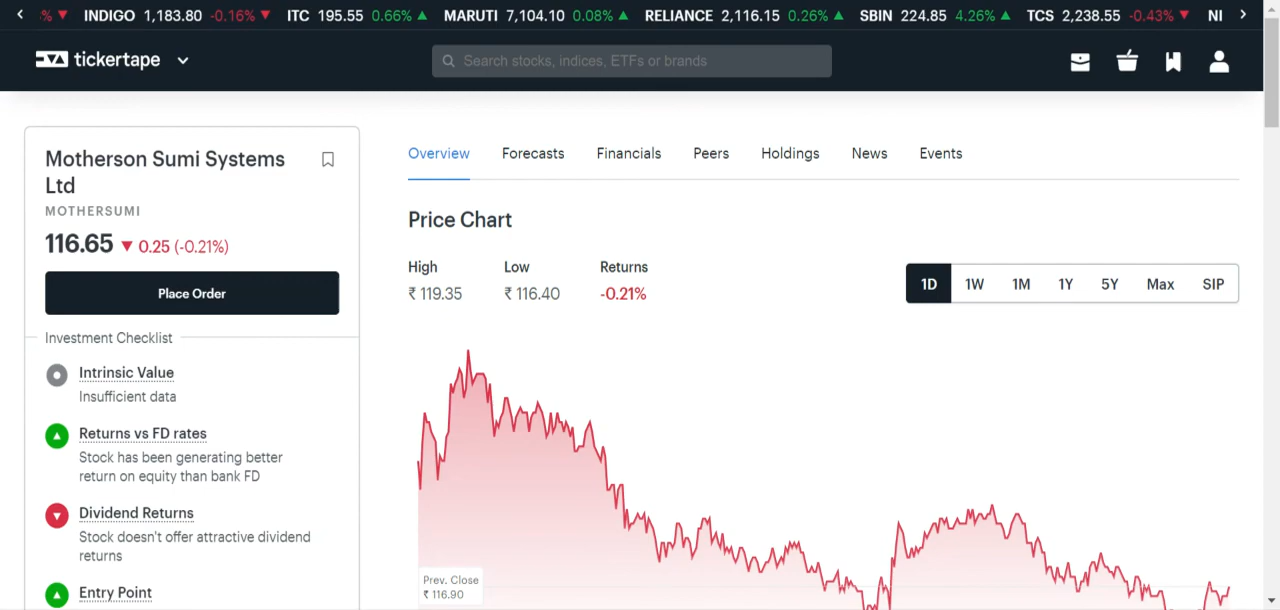 % INDIGO 1,183.80 -0.16% ITC 195.55 0.66% MARUTI 7,104.10 0.08% RELIANCE 2,116.15 0.26% SBIN 224.85 4.26% TCS 2,238.55 -0.43% NI
tickertape
Search stocks, indices, ETFs or brands
Motherson Sumi Systems
Ltd
MOTHERSUMI
116.65 0.25 (-0.21%)
Place Order
Investment Checklist
Intrinsic Value
Insufficient data
Returns vs FD rates
Stock has been generating better
return on equity than bank FD
Dividend Returns
Stock doesn't offer attractive dividend
returns
Entry Point
Overview Forecasts Financials Peers Holdings News Events
Price Chart
High Low Returns
₹ 119.35 ₹ 116.40 -0.21%
1D 1W 1M 1Y 5Y Max SIP
Prev. Close
₹ 116.90